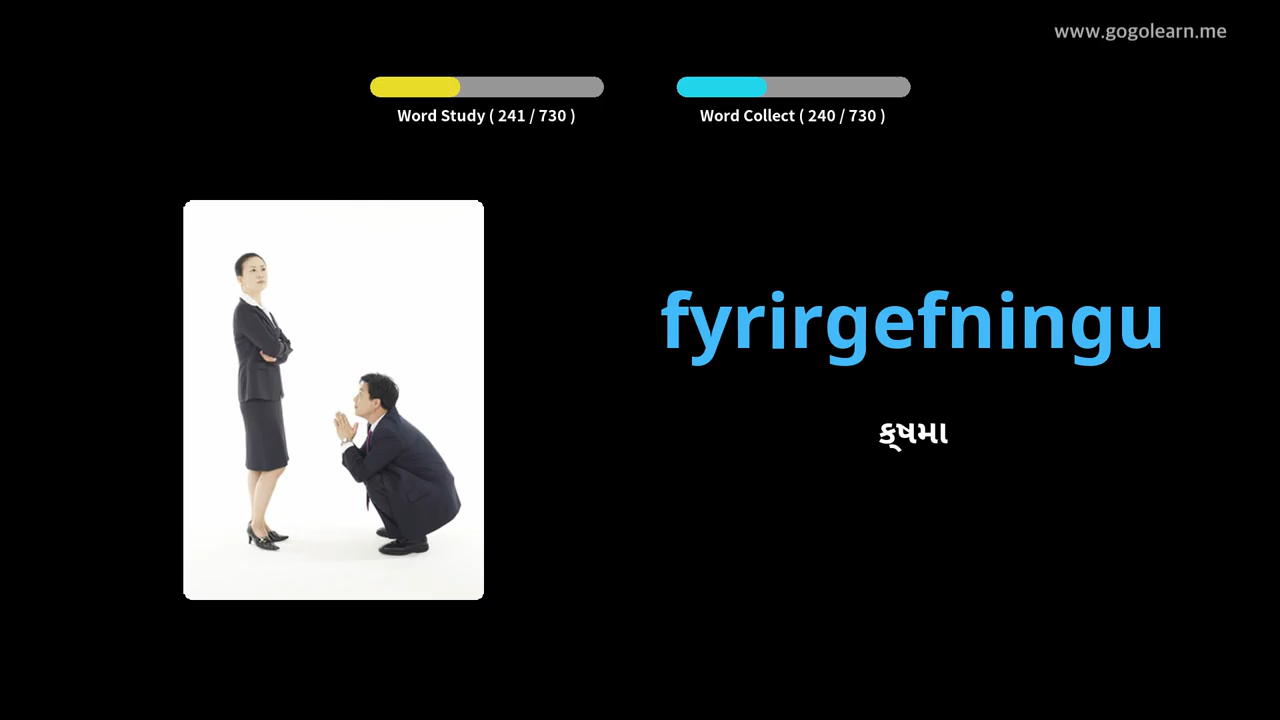 www.gogolearn.me
Word Study ( 241 / 730 )
Word Collect ( 240 / 730 )
fyrirgefningu
ક્ષમા